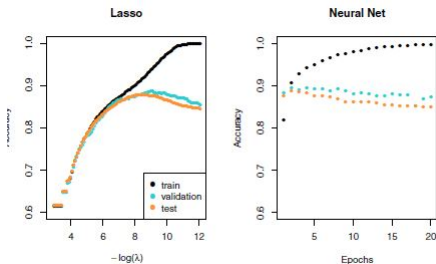 Lasso
Neural Net
1.0
0.9
0.8
0.7
0.6
4 6 8 10 12
− log(λ)
train
validation
test
Accuracy
1.0
0.9
0.8
0.7
0.6
5 10 15 20
Epochs